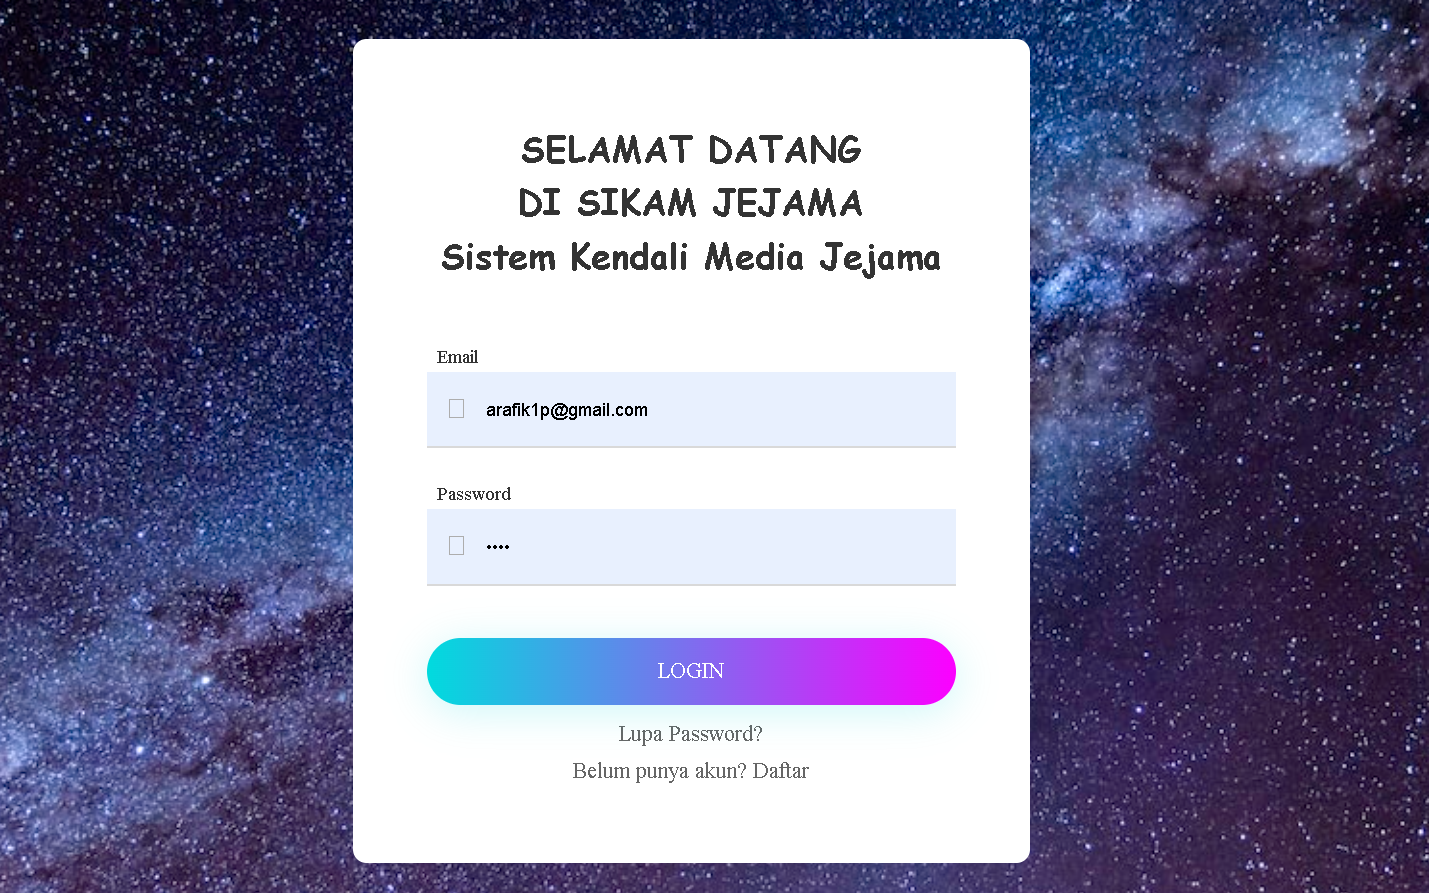 SELAMAT DATANG
DI SIKAM JEJAMA
Sistem Kendali Media Jejama
Email
arafik1p@gmail.com
Password
••••
LOGIN
Lupa Password?
Belum punya akun? Daftar